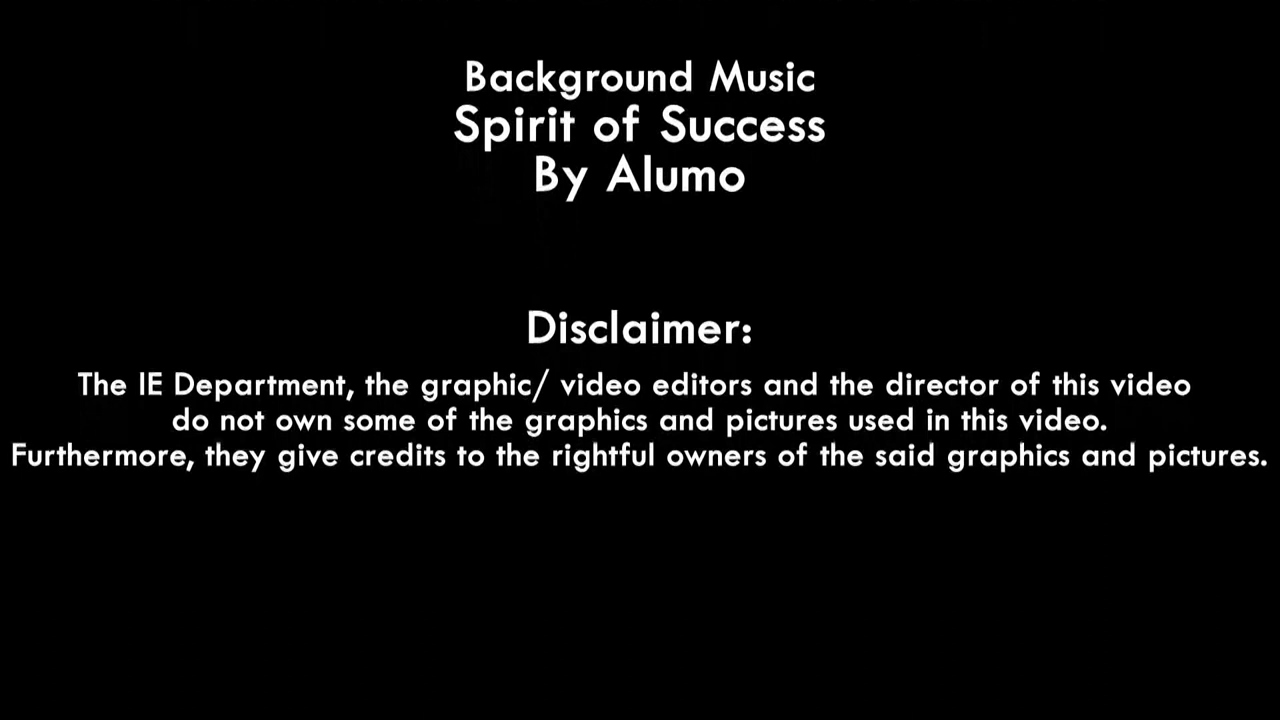 Background Music
Spirit of Success
By Alumo
Disclaimer:
The IE Department, the graphic/ video editors and the director of this video
do not own some of the graphics and pictures used in this video.
Furthermore, they give credits to the rightful owners of the said graphics and pictures.